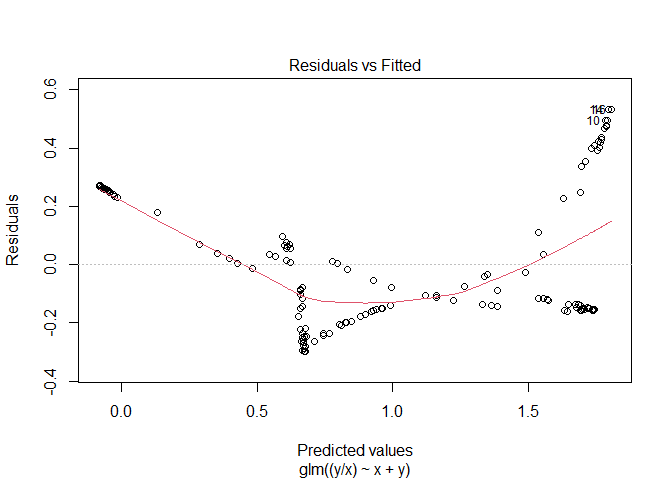 Residuals vs Fitted
0.6
0.4
0.2
0.0
-0.2
-0.4
Residuals
10
0.0
0.5
1.0
1.5
Predicted values
glm((y/x) ~ x + y)